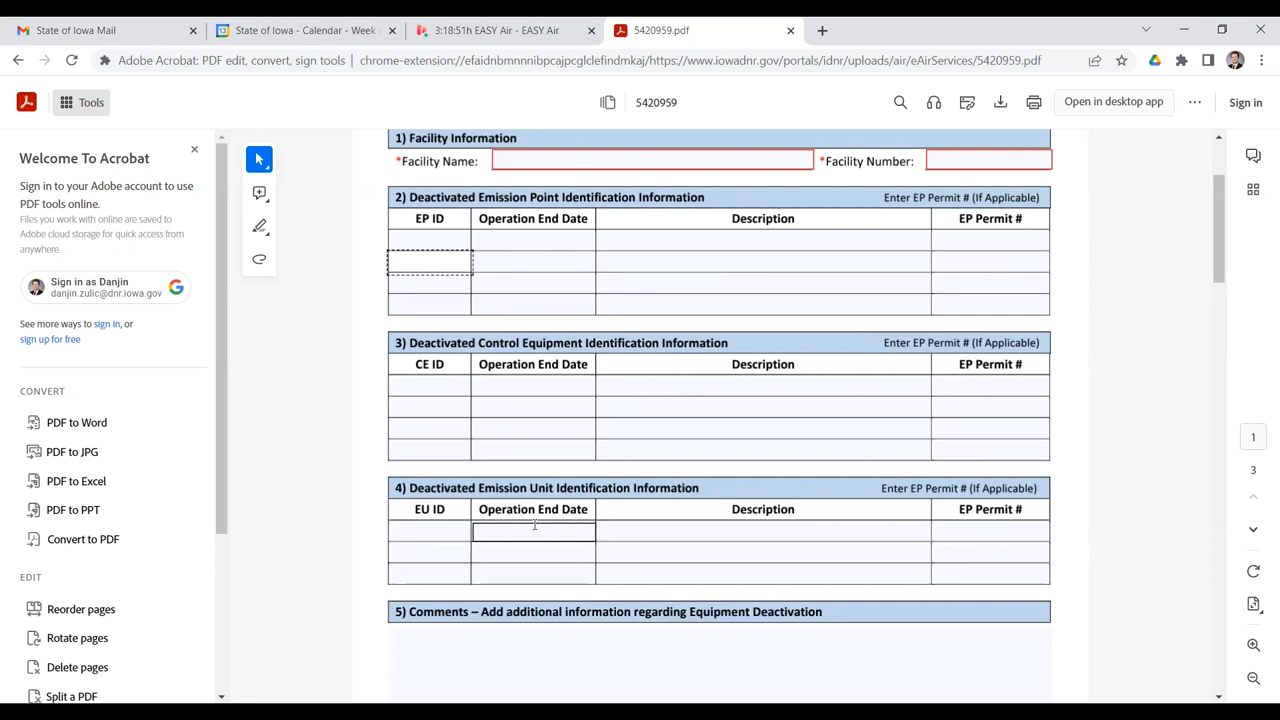 State of Iowa Mail
State of Iowa - Calendar - Week
3:18:51h EASY Air - EASY Air
5420959.pdf
Adobe Acrobat: PDF edit, convert, sign tools | chrome-extension://efaidnbmnnnibpcajpcglclefindmkaj/https://www.iowadnr.gov/portals/idnr/uploads/air/eAirServices/5420959.pdf
Tools
5420959
Open in desktop app
Sign in
Welcome To Acrobat
Sign in to your Adobe account to use
PDF tools online.
Files you work with online are saved to
Adobe cloud storage for quick access from
anywhere.
Sign in as Danjin
danjin.zulic@dnr.iowa.gov
See more ways to sign in, or
sign up for free
CONVERT
PDF to Word
PDF to JPG
PDF to Excel
PDF to PPT
Convert to PDF
EDIT
Reorder pages
Rotate pages
Delete pages
Split a PDF
1) Facility Information
*Facility Name: *Facility Number:
2) Deactivated Emission Point Identification Information Enter EP Permit # (If Applicable)
EP ID Operation End Date Description EP Permit #
3) Deactivated Control Equipment Identification Information Enter EP Permit # (If Applicable)
CE ID Operation End Date Description EP Permit #
4) Deactivated Emission Unit Identification Information Enter EP Permit # (If Applicable)
EU ID Operation End Date Description EP Permit #
5) Comments – Add additional information regarding Equipment Deactivation
1
3